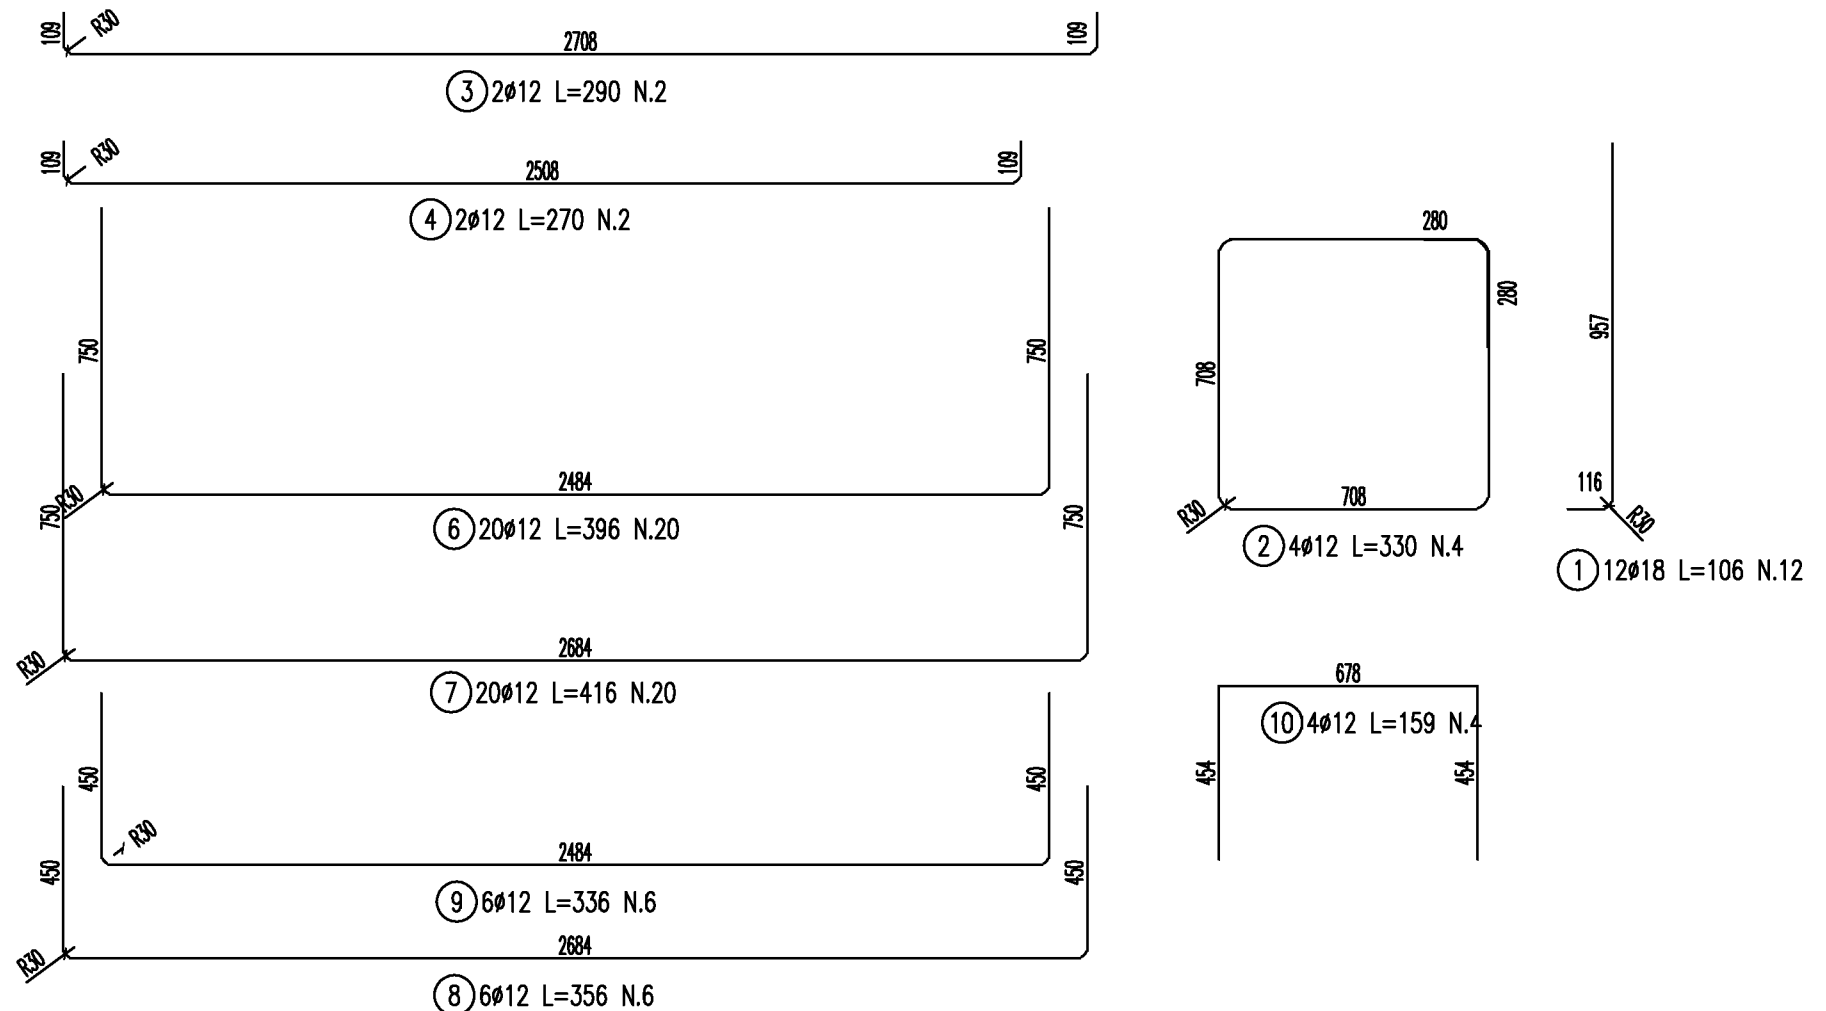 109 R30 2708 109
3 2ø12 L=290 N.2
109 R30 2508 109
4 2ø12 L=270 N.2
750 750
R30 2484
6 20ø12 L=396 N.20
750 750
R30 2684
7 20ø12 L=416 N.20
450 450
R30 2484
9 6ø12 L=336 N.6
450 450
R30 2684
8 6ø12 L=356 N.6
280
280
708
R30 708
2 4ø12 L=330 N.4
957
116
R30
1 12ø18 L=106 N.12
678
10 4ø12 L=159 N.4
454 454